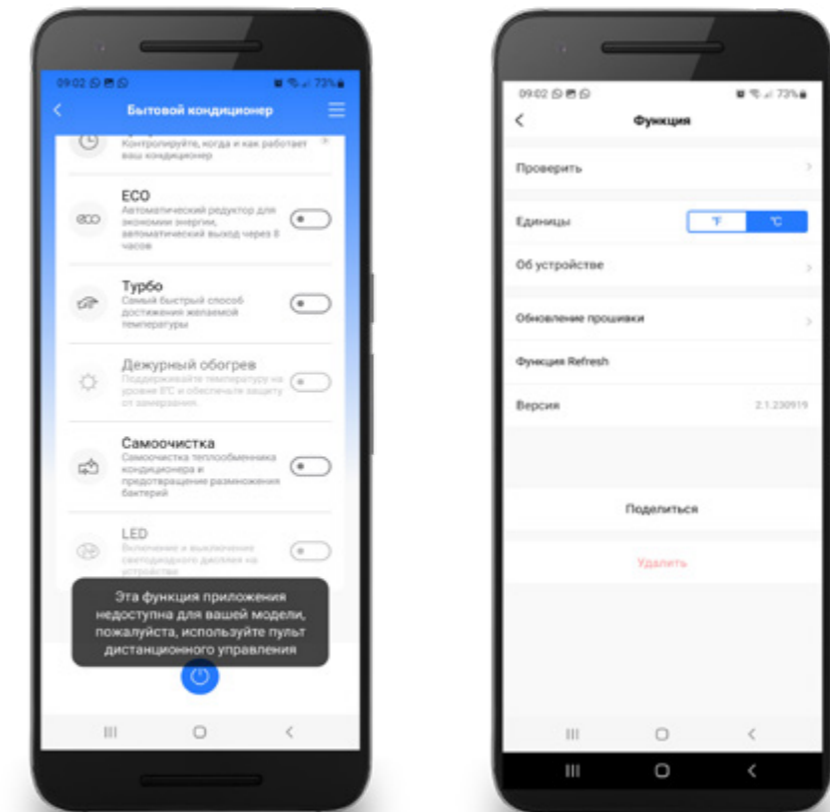 09:02
73%
Бытовой кондиционер
Контролируйте, когда и как работает
ваш кондиционер
ECO
eco
Автоматический редуктор для
экономии энергии,
автоматический выход через 8
часов
Турбо
Самый быстрый способ
достижения желаемой
температуры
Дежурный обогрев
Поддерживайте температуру на
уровне 8°C и обеспечьте защиту
от замерзания.
Самоочистка
Самоочистка теплообменника
кондиционера и
предотвращение размножения
бактерий
LED
Включение и выключение
светодиодного дисплея на
устройстве
Эта функция приложения
недоступна для вашей модели,
пожалуйста, используйте пульт
дистанционного управления
09:02
73%
Функция
Проверить
Единицы
°F
°C
Об устройстве
Обновление прошивки
Функция Refresh
Версия
2.1.230919
Поделиться
Удалить